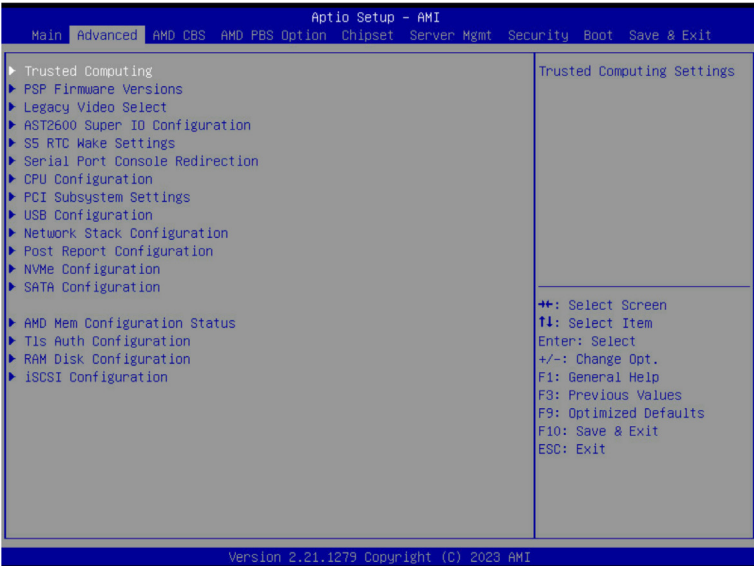 Aptio Setup – AMI
Main Advanced AMD CBS AMD PBS Option Chipset Server Mgmt Security Boot Save & Exit
▶ Trusted Computing
▶ PSP Firmware Versions
▶ Legacy Video Select
▶ AST2600 Super IO Configuration
▶ S5 RTC Wake Settings
▶ Serial Port Console Redirection
▶ CPU Configuration
▶ PCI Subsystem Settings
▶ USB Configuration
▶ Network Stack Configuration
▶ Post Report Configuration
▶ NVMe Configuration
▶ SATA Configuration
▶ AMD Mem Configuration Status
▶ Tls Auth Configuration
▶ RAM Disk Configuration
▶ iSCSI Configuration
Trusted Computing Settings
→←: Select Screen
↑↓: Select Item
Enter: Select
+/-: Change Opt.
F1: General Help
F3: Previous Values
F9: Optimized Defaults
F10: Save & Exit
ESC: Exit
Version 2.21.1279 Copyright (C) 2023 AMI